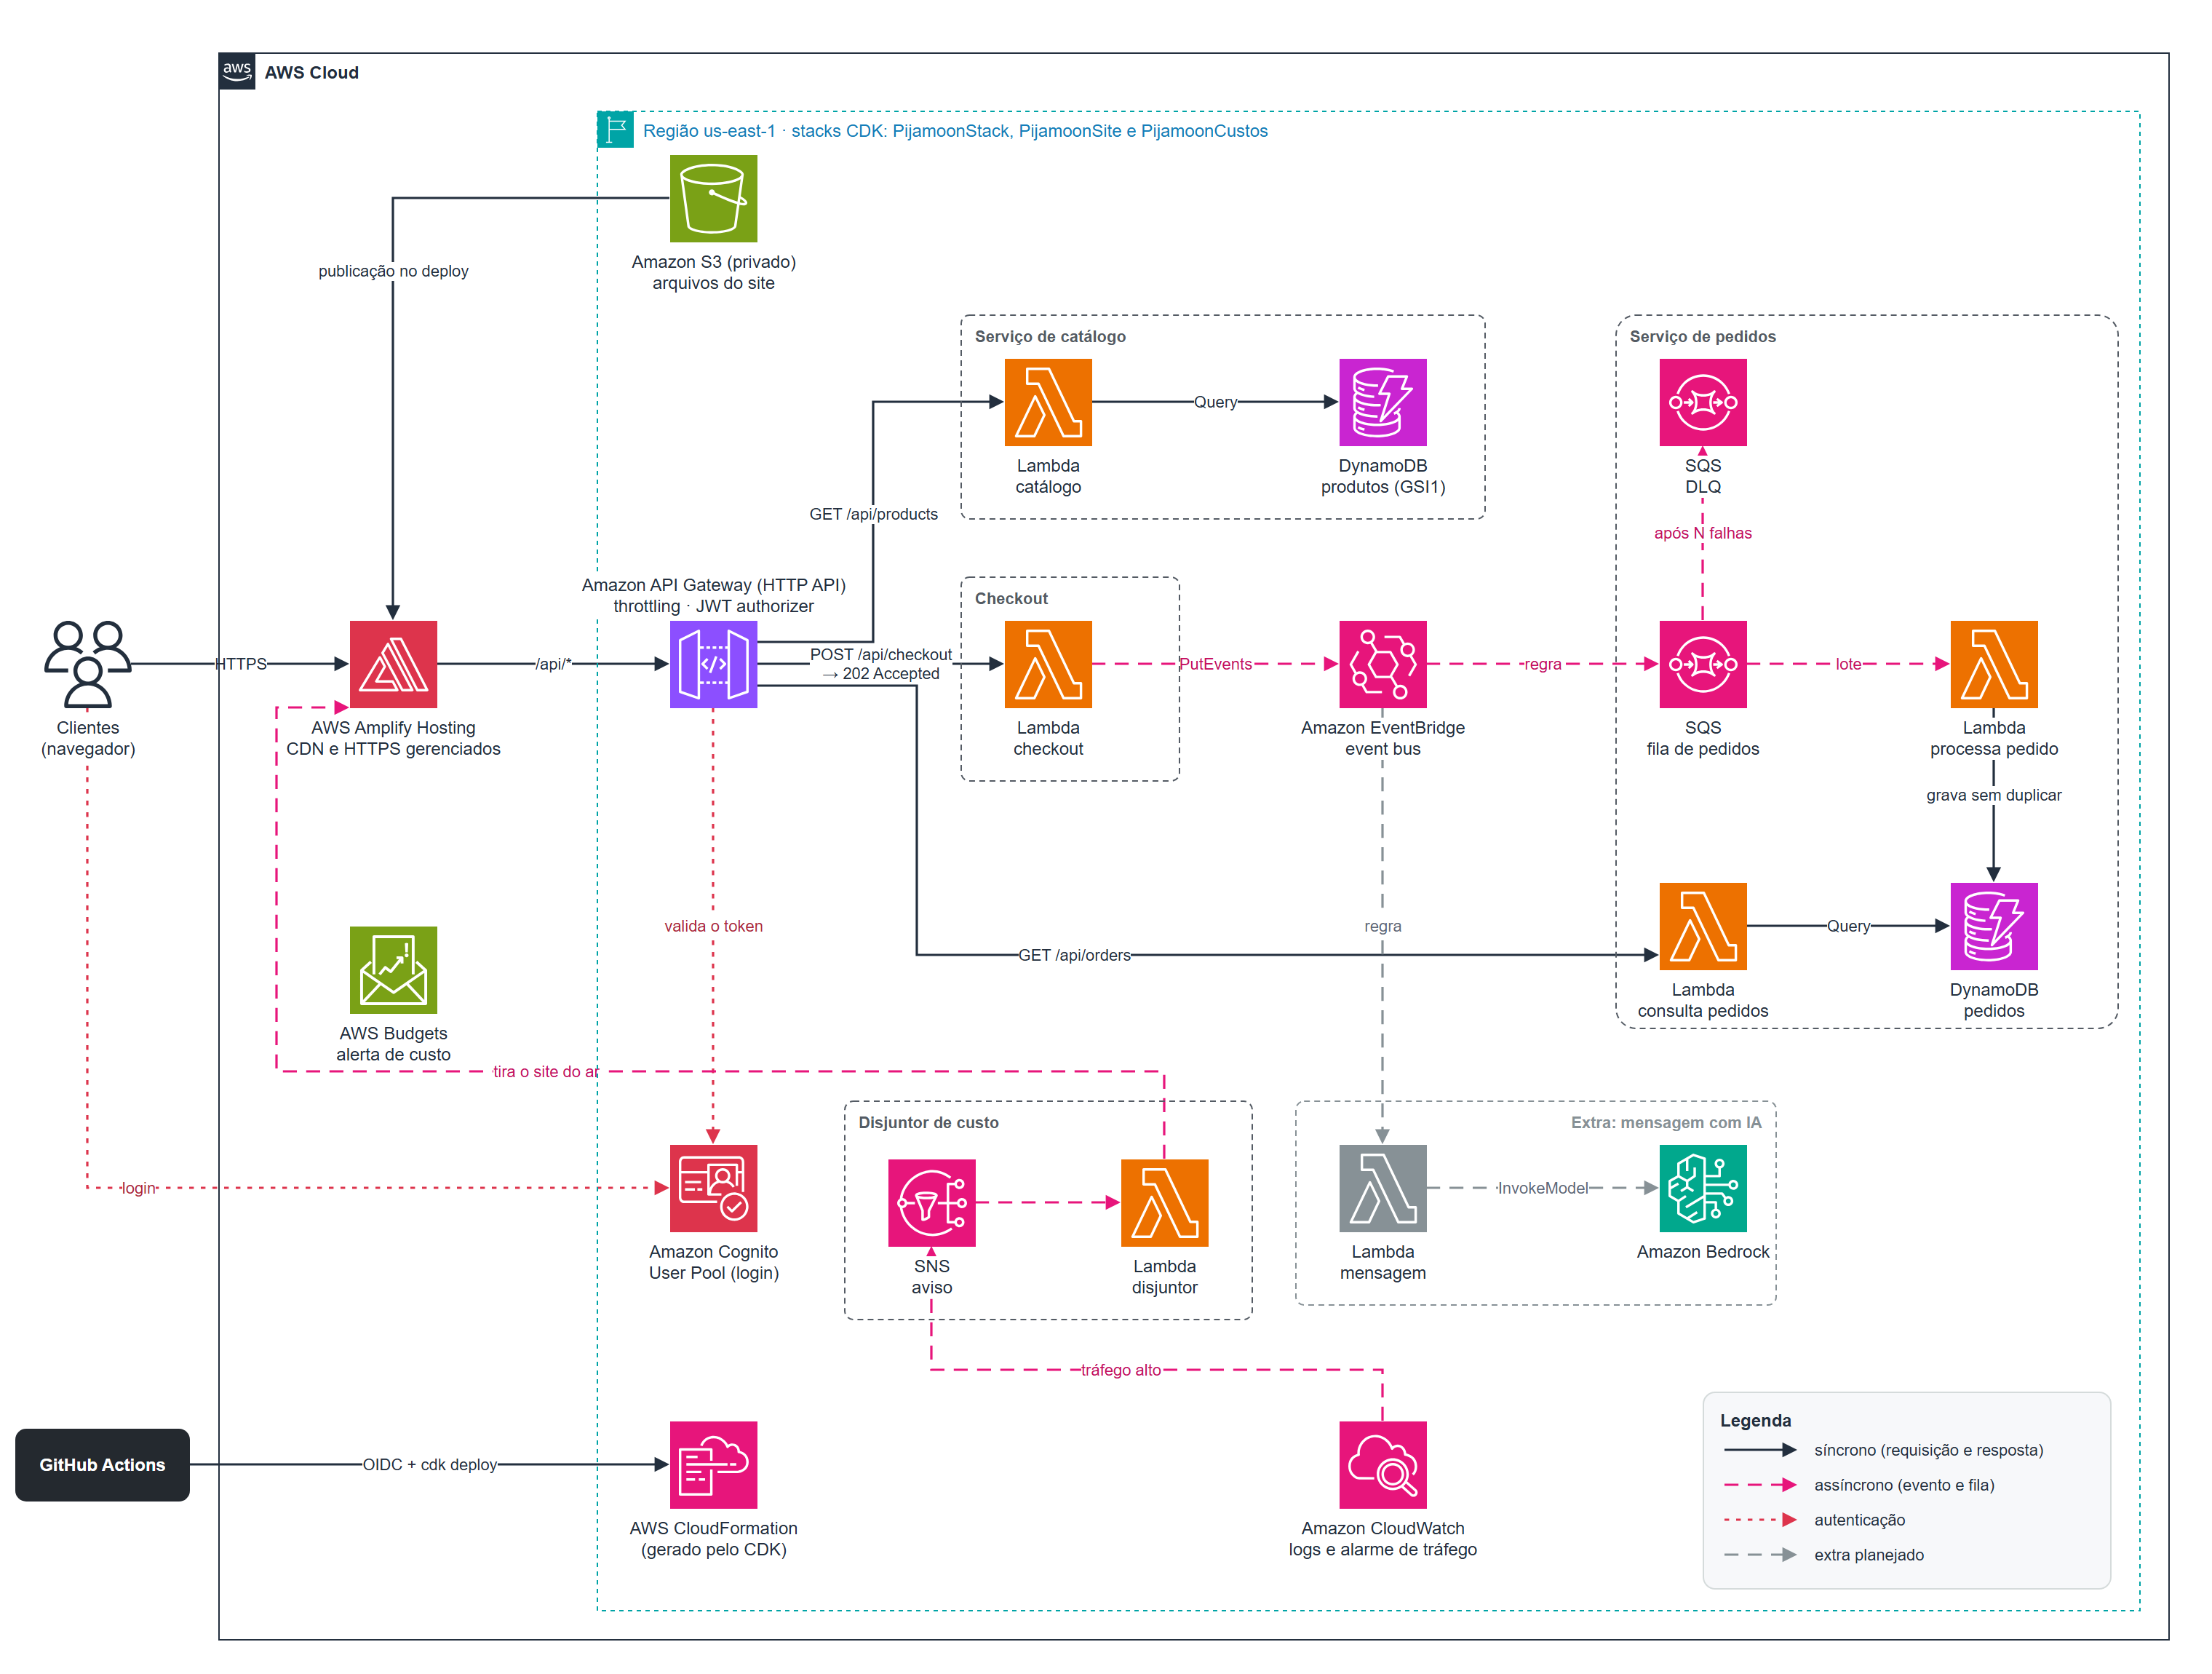 aws
AWS Cloud
Região us-east-1 · stacks CDK: PijamoonStack, PijamoonSite e PijamoonCustos
Amazon S3 (privado)
arquivos do site
publicação no deploy
Serviço de catálogo
Lambda
catálogo
Query
DynamoDB
produtos (GSI1)
Serviço de pedidos
SQS
DLQ
após N falhas
GET /api/products
Amazon API Gateway (HTTP API)
throttling · JWT authorizer
Checkout
Clientes
(navegador)
HTTPS
AWS Amplify Hosting
CDN e HTTPS gerenciados
/api/*
POST /api/checkout
→ 202 Accepted
Lambda
checkout
PutEvents
Amazon EventBridge
event bus
regra
SQS
fila de pedidos
lote
Lambda
processa pedido
grava sem duplicar
valida o token
regra
GET /api/orders
Lambda
consulta pedidos
Query
DynamoDB
pedidos
AWS Budgets
alerta de custo
tira o site do ar
login
Amazon Cognito
User Pool (login)
Disjuntor de custo
SNS
aviso
Lambda
disjuntor
Extra: mensagem com IA
Lambda
mensagem
InvokeModel
Amazon Bedrock
tráfego alto
GitHub Actions
OIDC + cdk deploy
AWS CloudFormation
(gerado pelo CDK)
Amazon CloudWatch
logs e alarme de tráfego
Legenda
síncrono (requisição e resposta)
assíncrono (evento e fila)
autenticação
extra planejado